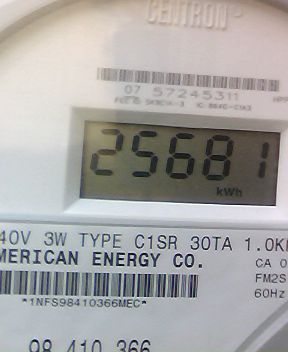 CENTRON®
07 57245311
25681
kWh
40V 3W TYPE C1SR 30TA 1.0K
MERICAN ENERGY CO.
CA 0
FM2S
60Hz
*1NFS98410366MEC*
98 410 366